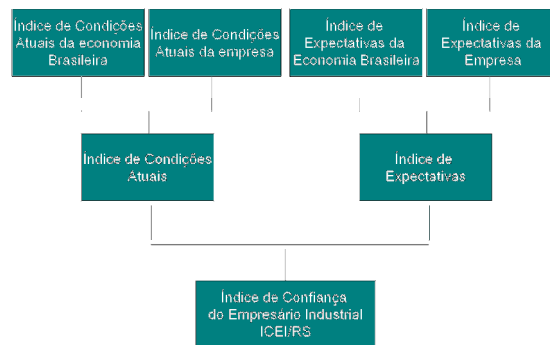 Índice de Condições
Atuais da economia
Brasileira
Índice de Condições
Atuais da empresa
Índice de
Expectativas da
Economia Brasileira
Índice de
Expectativas da
Empresa
Índice de Condições
Atuais
Índice de
Expectativas
Índice de Confiança
do Empresário Industrial
ICEI/RS